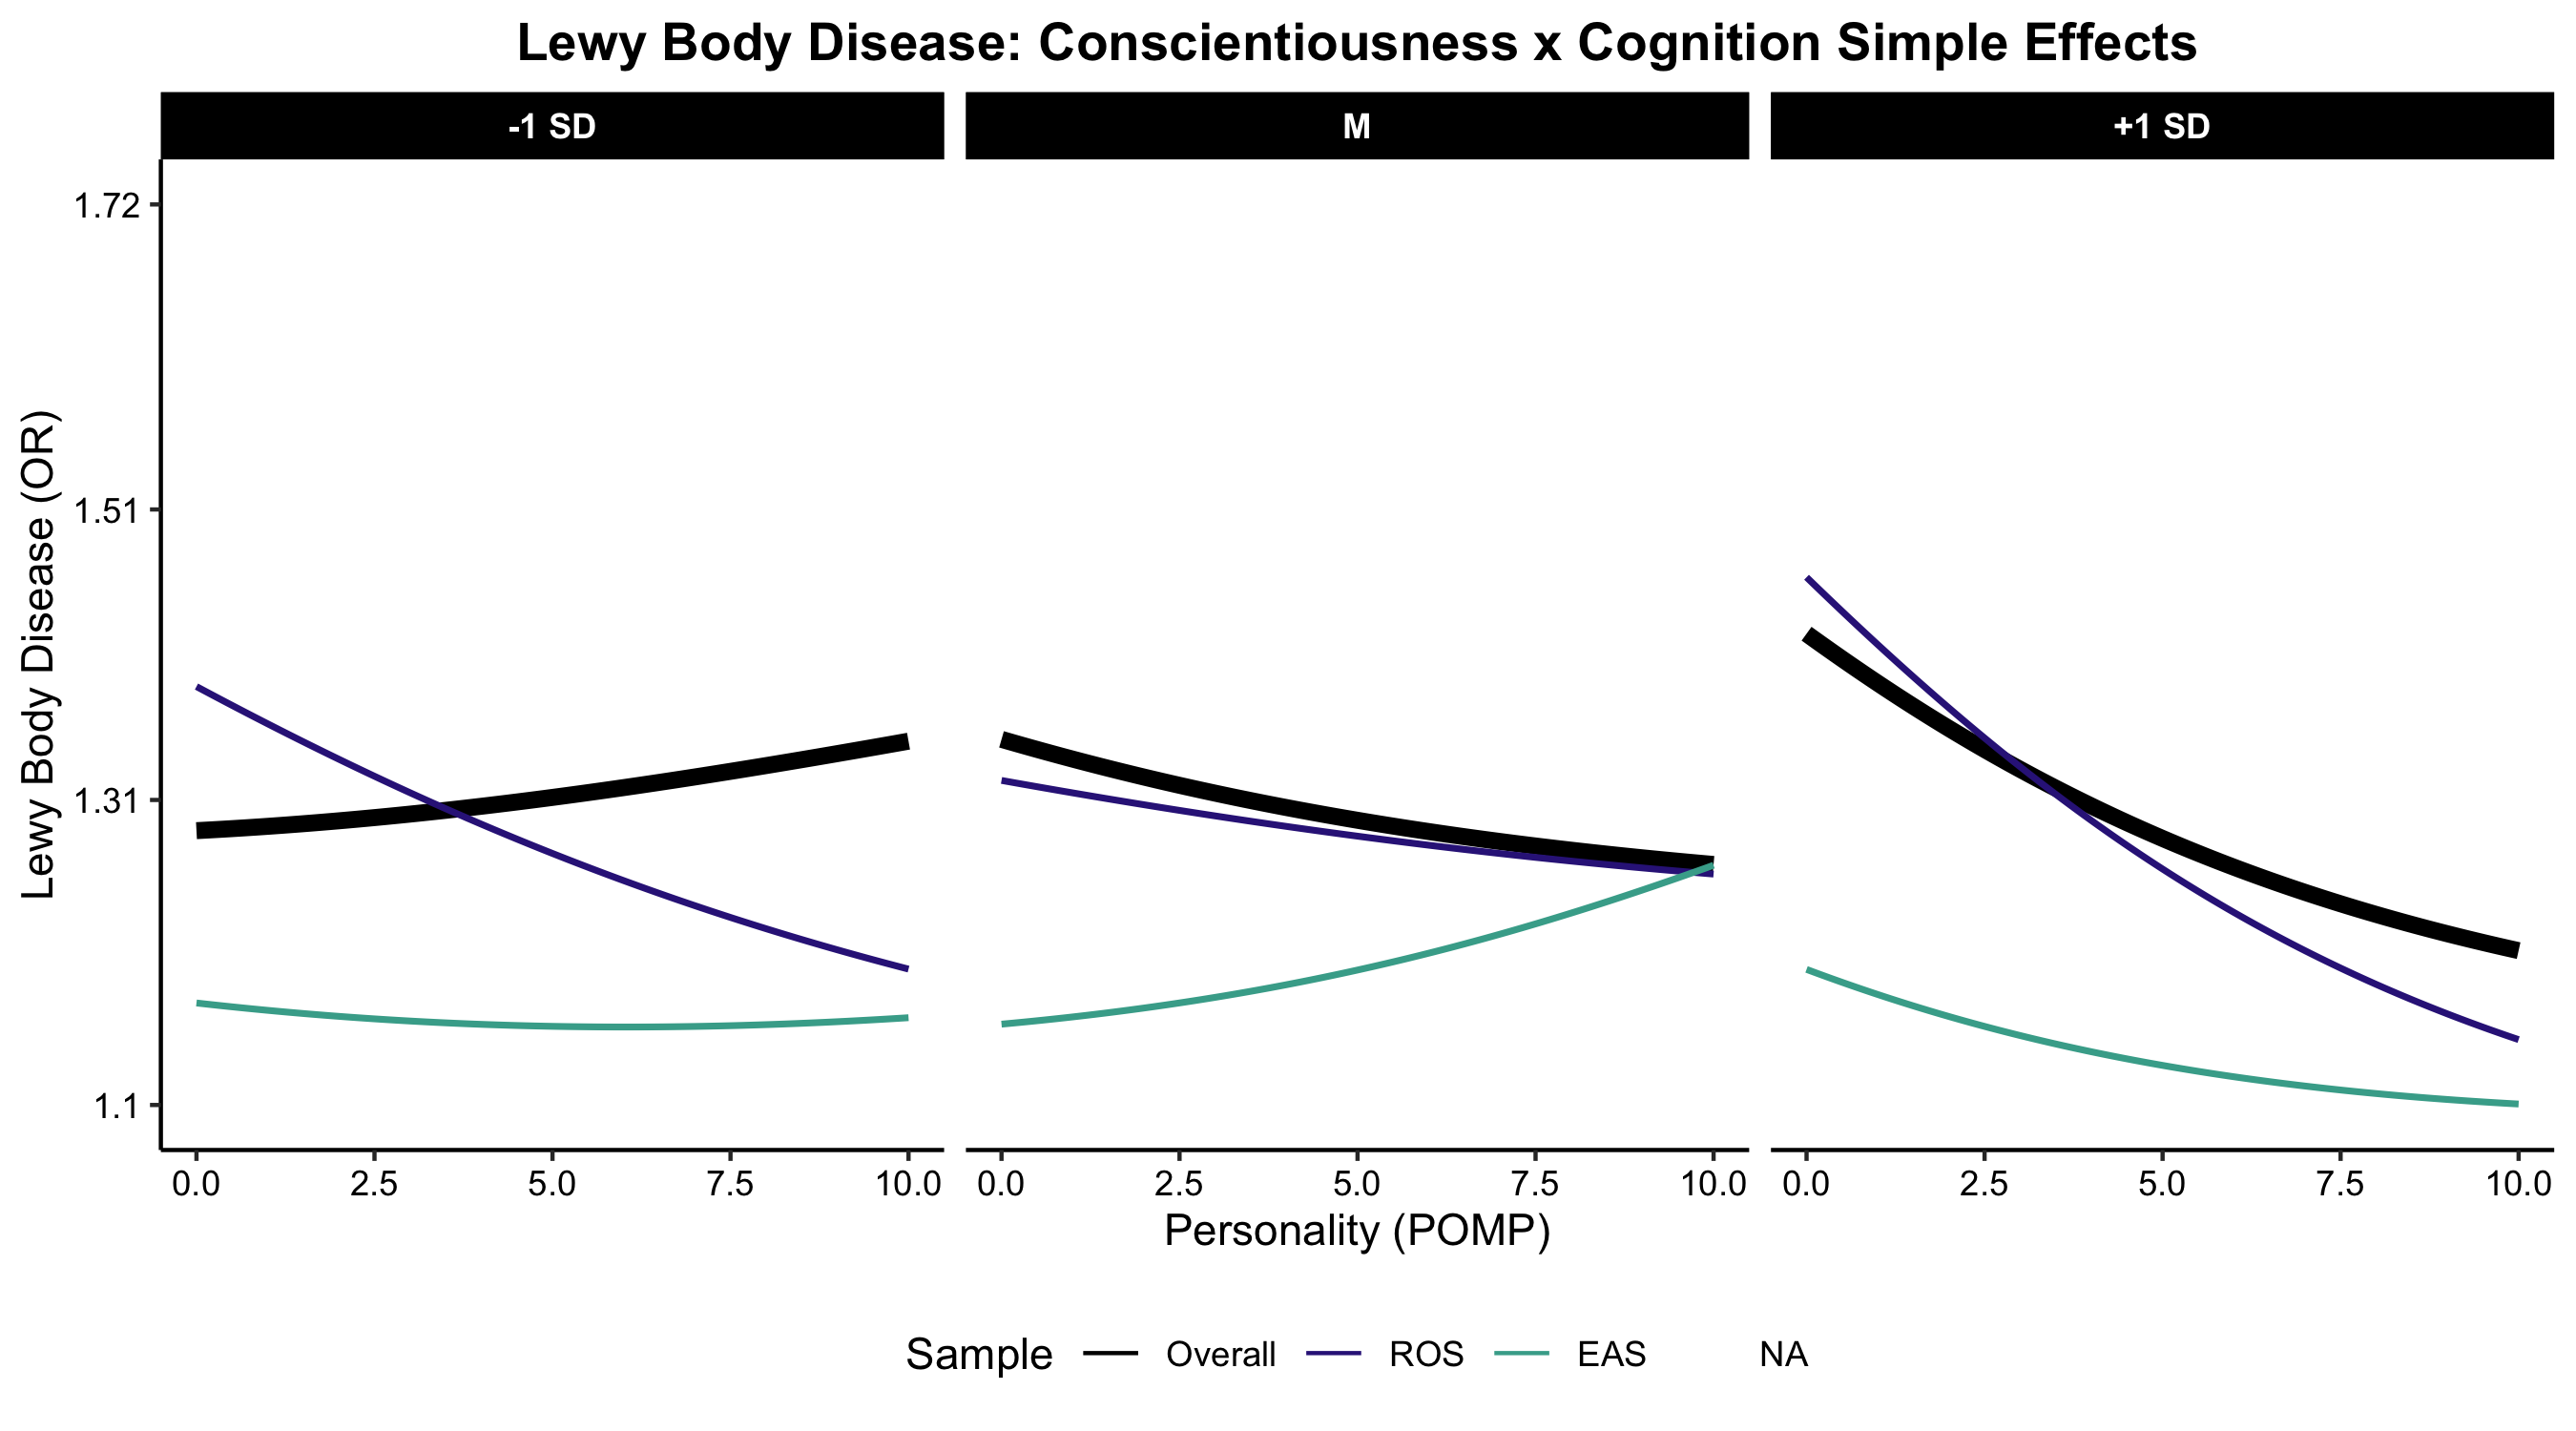 Lewy Body Disease: Conscientiousness x Cognition Simple Effects
-1 SD
M
+1 SD
Lewy Body Disease (OR)
1.72
1.51
1.31
1.1
0.0 2.5 5.0 7.5 10.0
0.0 2.5 5.0 7.5 10.0
0.0 2.5 5.0 7.5 10.0
Personality (POMP)
Sample Overall ROS EAS NA